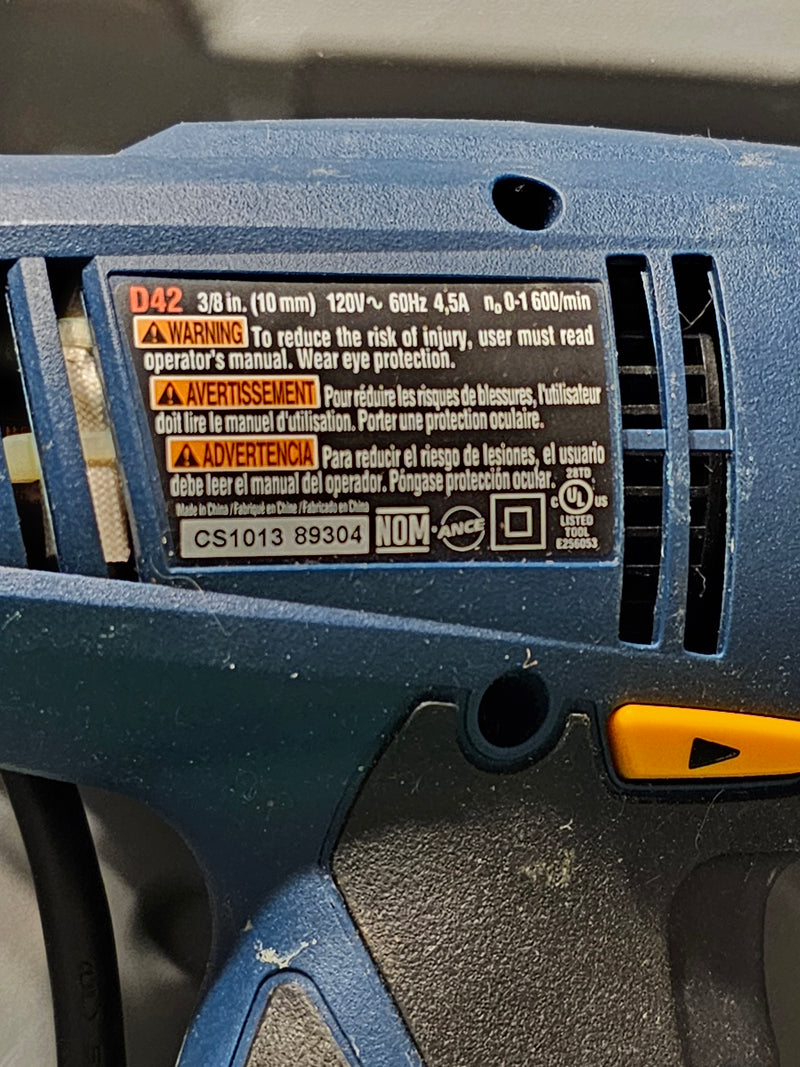 D42 3/8 in. (10 mm) 120V~ 60Hz 4,5A n₀ 0-1 600/min
WARNING To reduce the risk of injury, user must read
operator's manual. Wear eye protection.
AVERTISSEMENT Pour réduire les risques de blessures, l'utilisateur
doit lire le manuel d'utilisation. Porter une protection oculaire.
ADVERTENCIA Para reducir el riesgo de lesiones, el usuario
debe leer el manual del operador. Póngase protección ocular.
Made in China / Fabriqué en Chine / Fabricado en China
CS1013 89304 NOM ANCE
28TD
C UL US
LISTED
TOOL
E256053